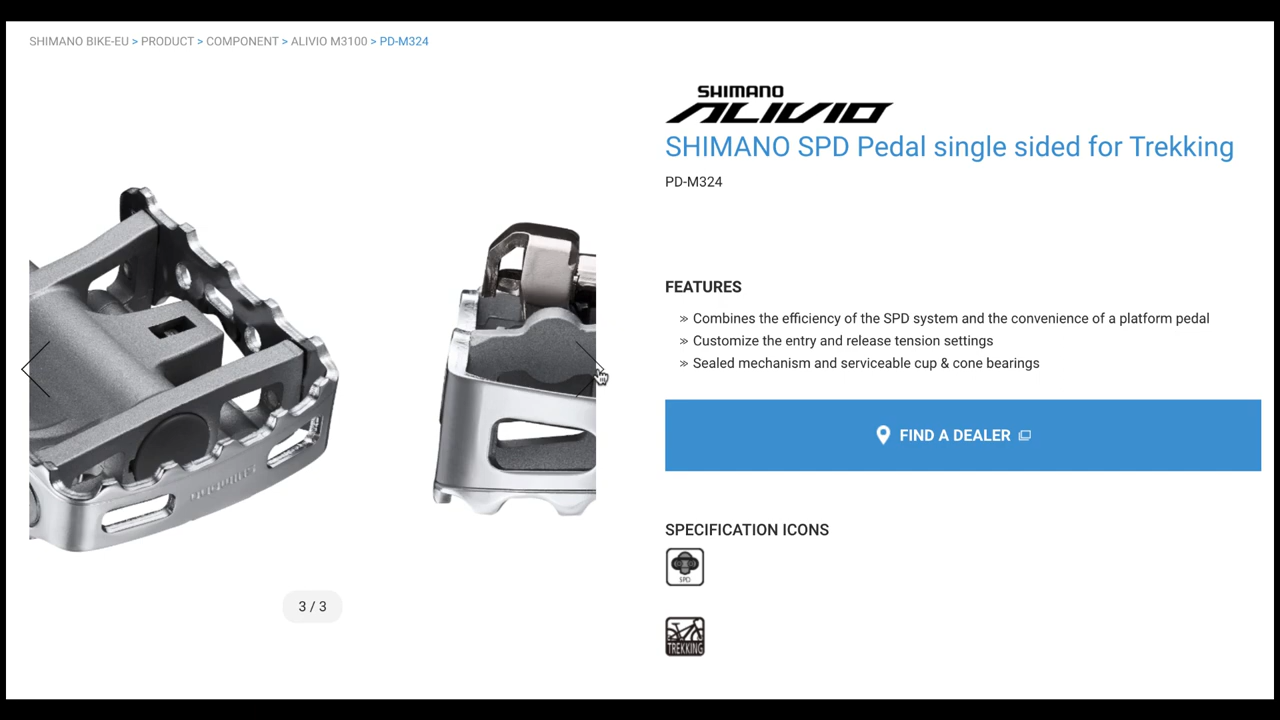 SHIMANO BIKE-EU > PRODUCT > COMPONENT > ALIVIO M3100 > PD-M324
SHIMANO
ALIVIO
SHIMANO SPD Pedal single sided for Trekking
PD-M324
FEATURES
» Combines the efficiency of the SPD system and the convenience of a platform pedal
» Customize the entry and release tension settings
» Sealed mechanism and serviceable cup & cone bearings
FIND A DEALER
SPECIFICATION ICONS
SPD
TREKKING
3 / 3